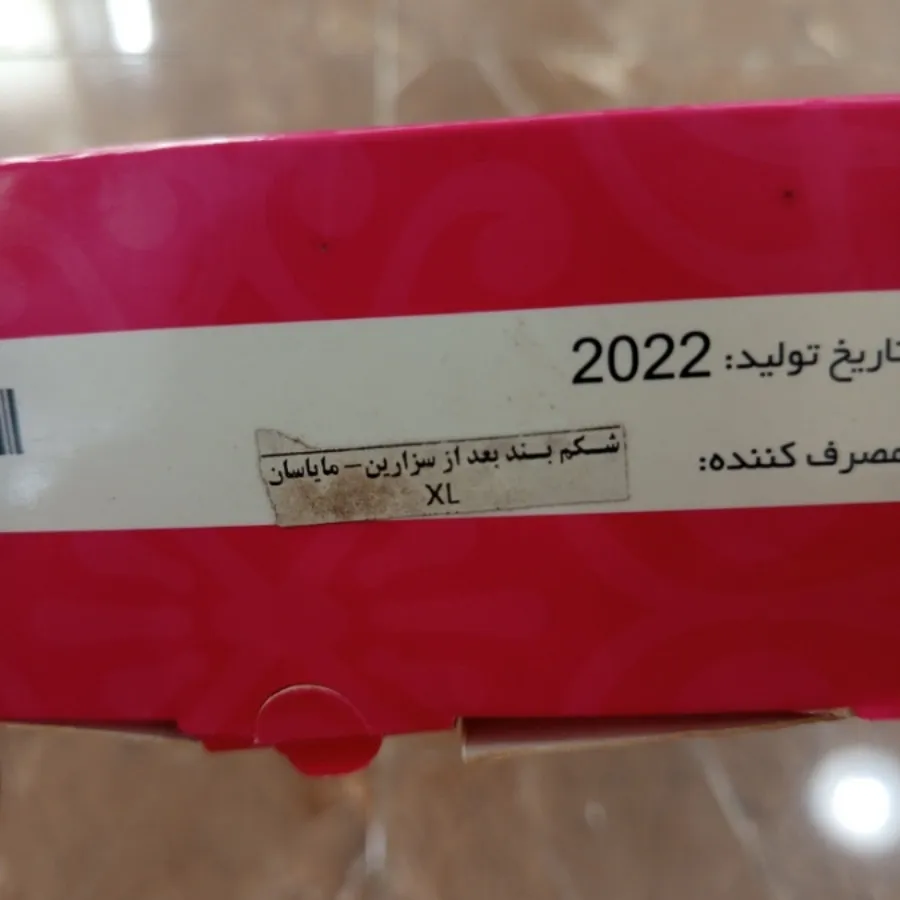 تاریخ تولید: 2022
مصرف کننده:
شکم بند بعد از سزارین- مایاسان
XL